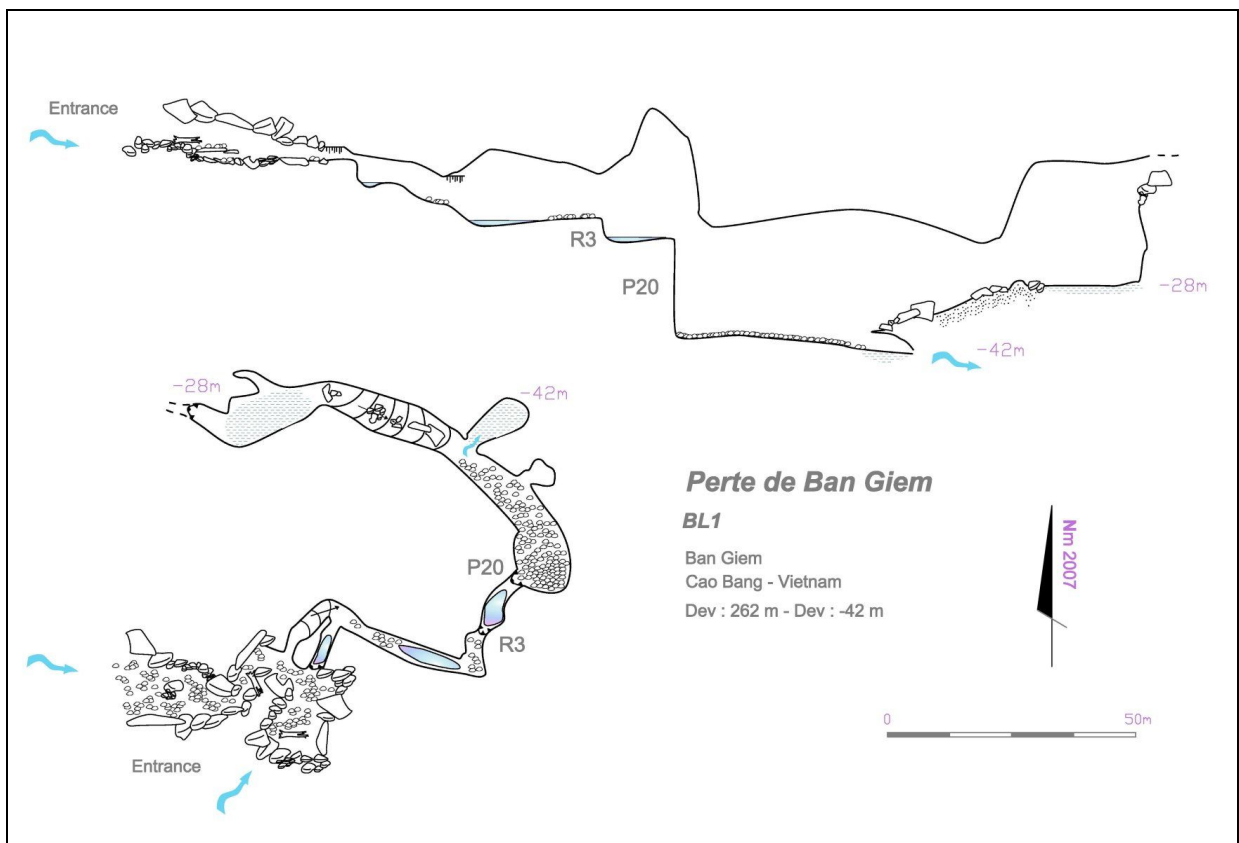 Entrance
R3
P20
-28m
-42m
-28m
-42m
P20
R3
Entrance
Perte de Ban Giem
BL1
Ban Giem
Cao Bang - Vietnam
Dev : 262 m - Dev : -42 m
Nm 2007
0
50m